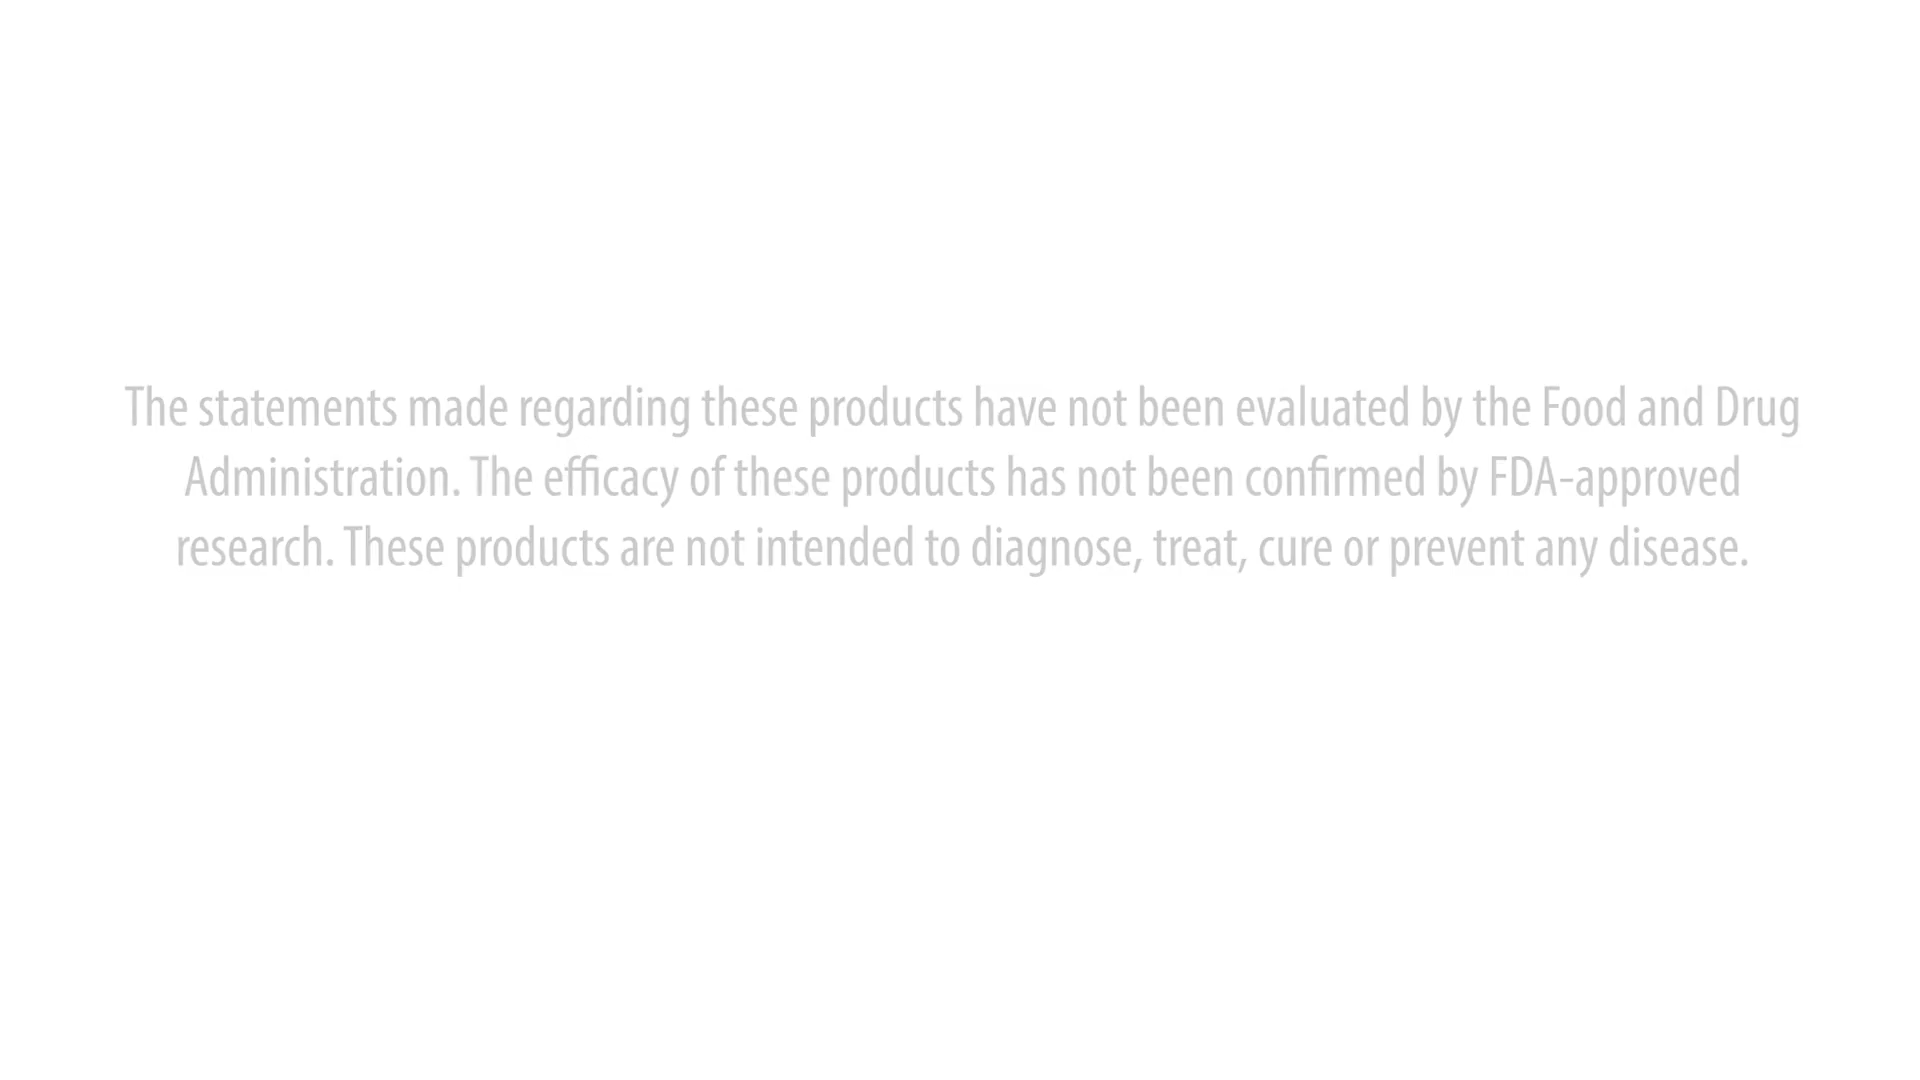 The statements made regarding these products have not been evaluated by the Food and Drug
Administration. The efficacy of these products has not been confirmed by FDA-approved
research. These products are not intended to diagnose, treat, cure or prevent any disease.